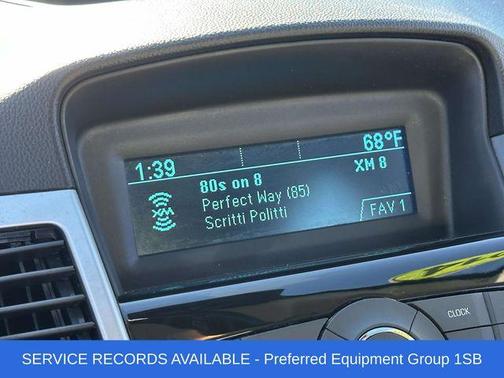 1:39
68°F
80s on 8
XM 8
Perfect Way (85)
XM
Scritti Politti
FAV 1
CLOCK
SERVICE RECORDS AVAILABLE - Preferred Equipment Group 1SB